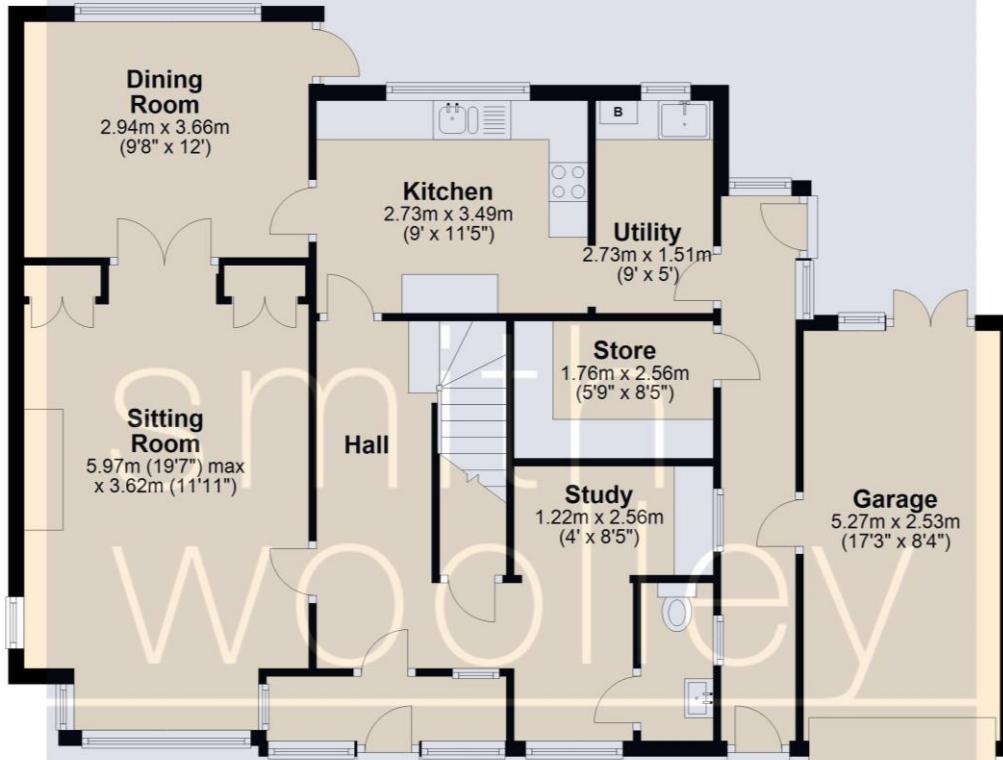 Dining
Room
2.94m x 3.66m
(9'8" x 12')
Kitchen
2.73m x 3.49m
(9' x 11'5")
B
Utility
2.73m x 1.51m
(9' x 5')
Store
1.76m x 2.56m
(5'9" x 8'5")
Sitting
Room
5.97m (19'7") max
x 3.62m (11'11")
Hall
Study
1.22m x 2.56m
(4' x 8'5")
Garage
5.27m x 2.53m
(17'3" x 8'4")
smith
woolley